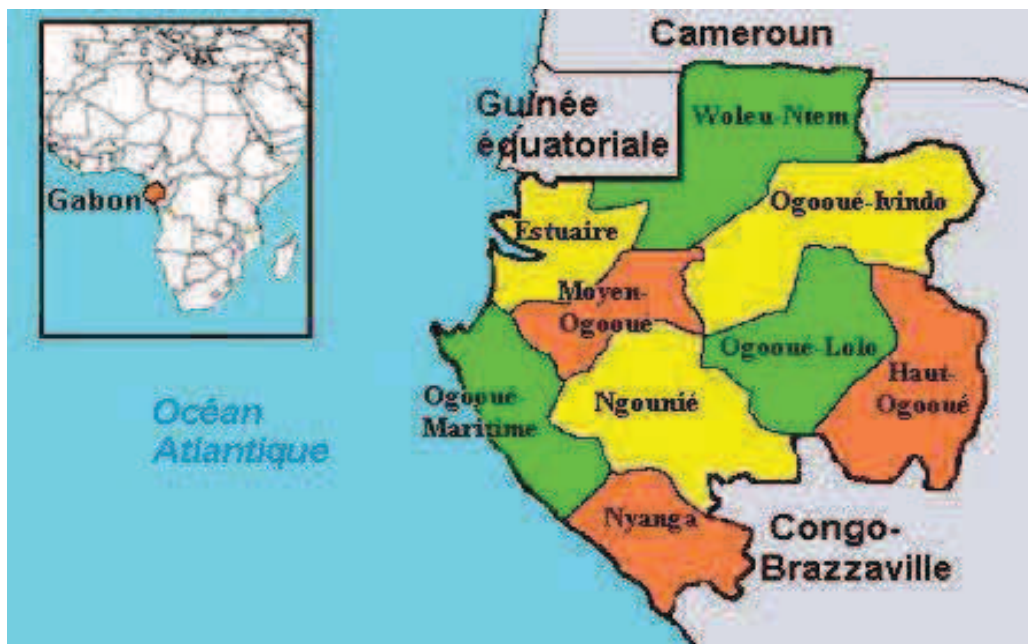 Cameroun
Guinée
équatoriale
Woleu-Ntem
Gabon
Ogooué-Ivindo
Estuaire
Moyen-
Ogooué
Ogooué-Lolo
Haut-
Ogooué
Ogooué-
Maritime
Ngounié
Océan
Atlantique
Nyanga
Congo-
Brazzaville